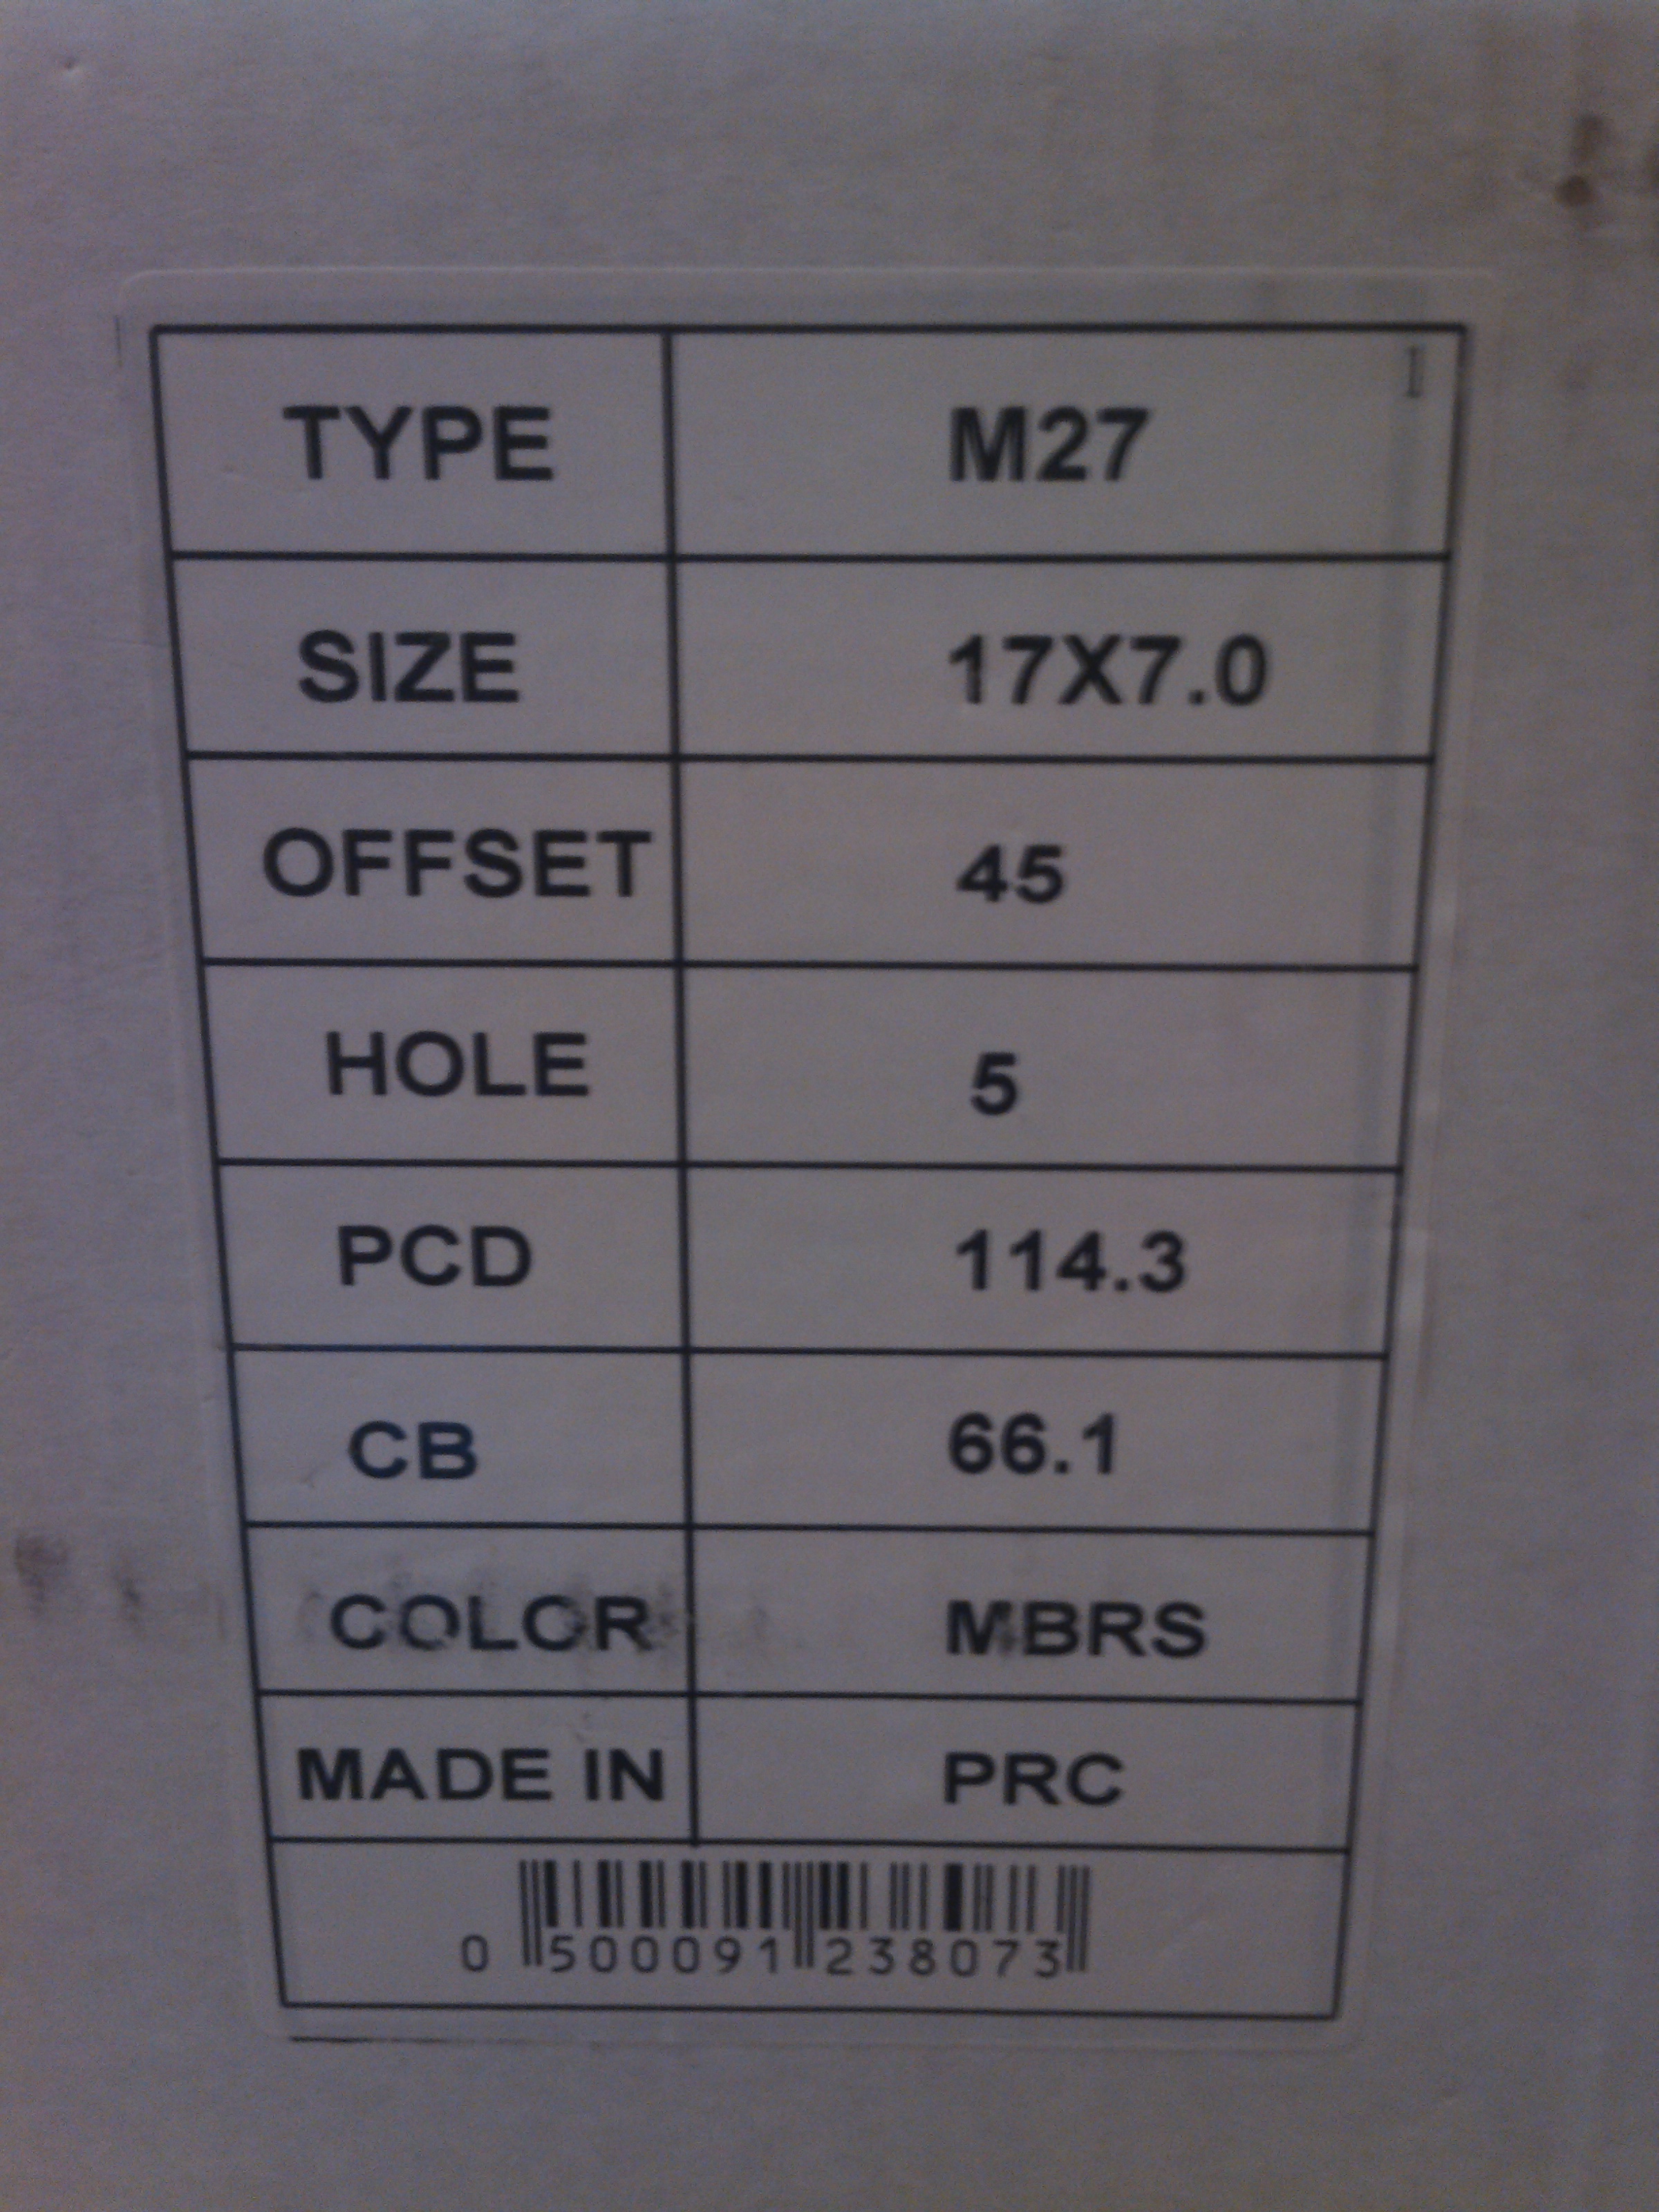 1
TYPE M27
SIZE 17X7.0
OFFSET 45
HOLE 5
PCD 114.3
CB 66.1
COLOR MBRS
MADE IN PRC
0 500091 238073